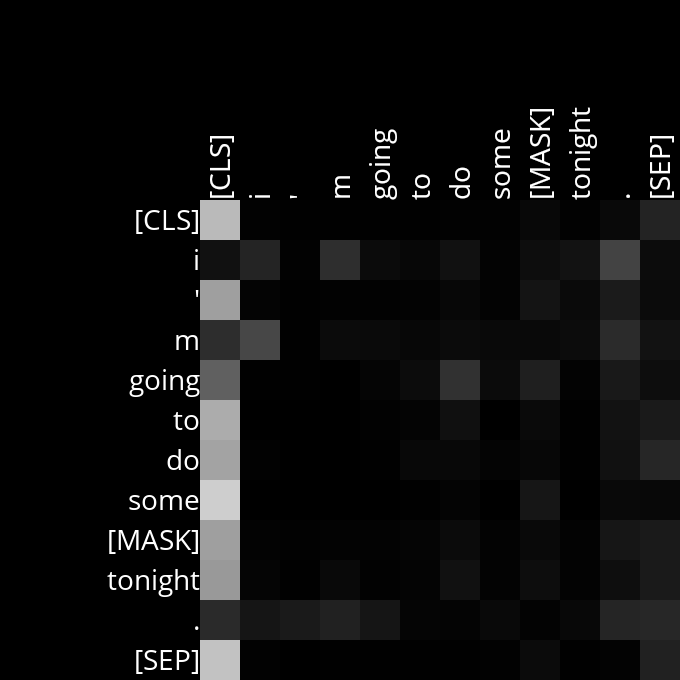 [CLS] i ' m going to do some [MASK] tonight . [SEP]
[CLS]
i
'
m
going
to
do
some
[MASK]
tonight
.
[SEP]